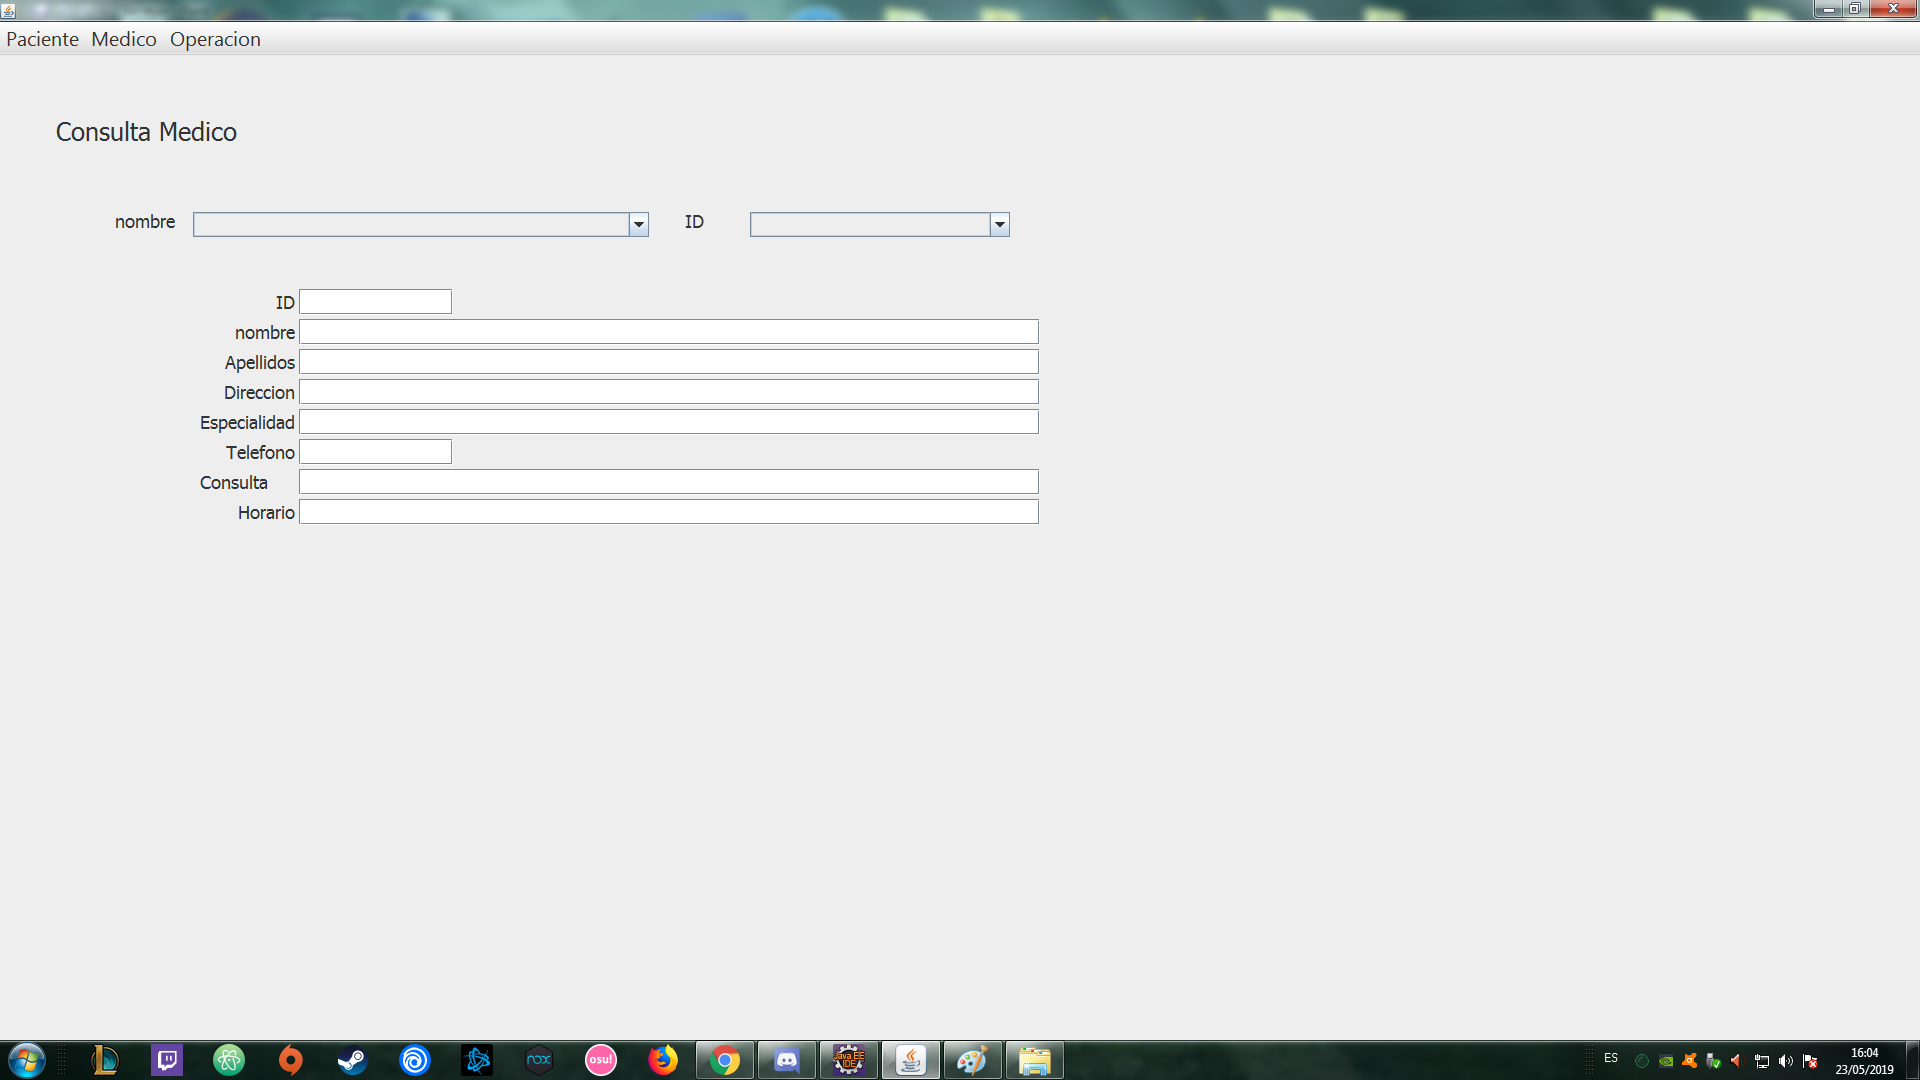 Paciente Medico Operacion
Consulta Medico
nombre ID
ID
nombre
Apellidos
Direccion
Especialidad
Telefono
Consulta
Horario
nox osu! Java EE IDE ES 16:04
23/05/2019